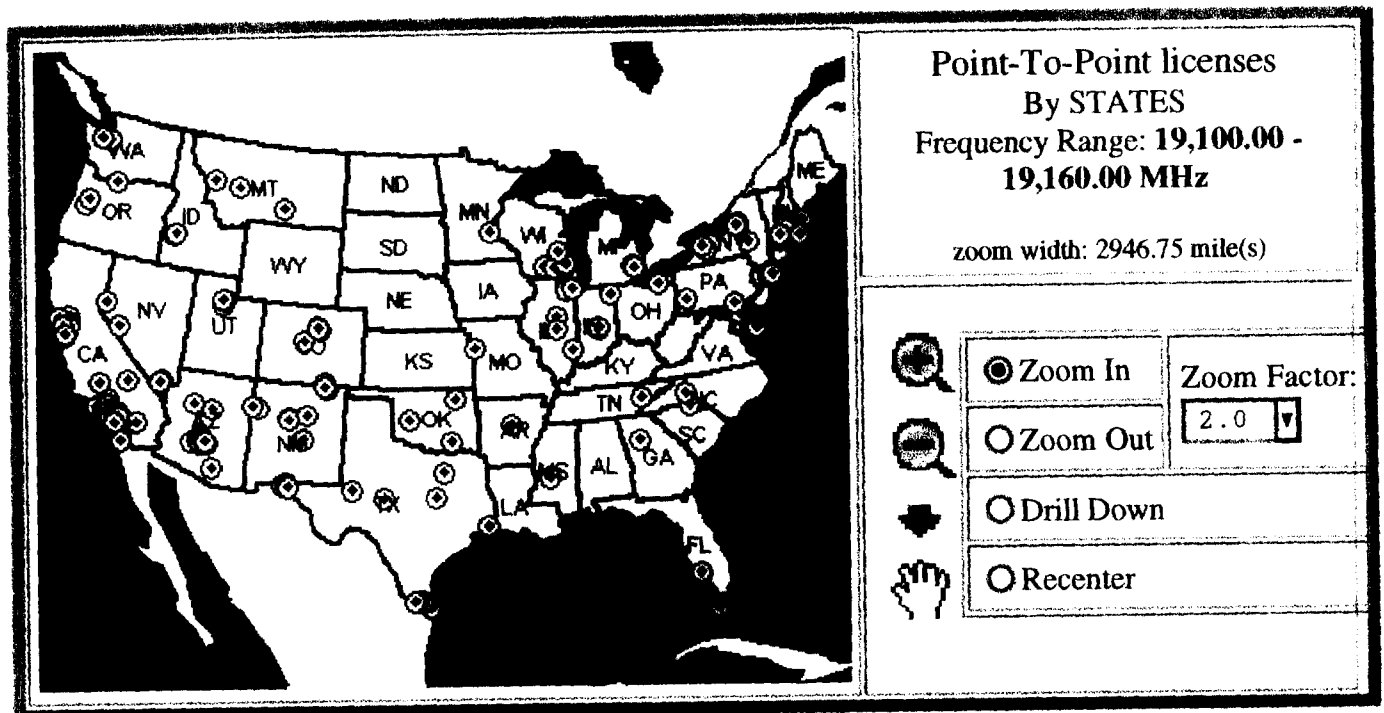 Point-To-Point licenses
By STATES
Frequency Range: 19,100.00 -
19,160.00 MHz
zoom width: 2946.75 mile(s)
Zoom In
Zoom Factor:
2.0
Zoom Out
Drill Down
Recenter
WA
MT
ND
MN
ME
OR
ID
SD
WI
WY
NE
IA
PA
NV
UT
OH
CA
KS
MO
KY
VA
TN
NC
OK
AR
SC
MS
AL
GA
TX
LA
FL